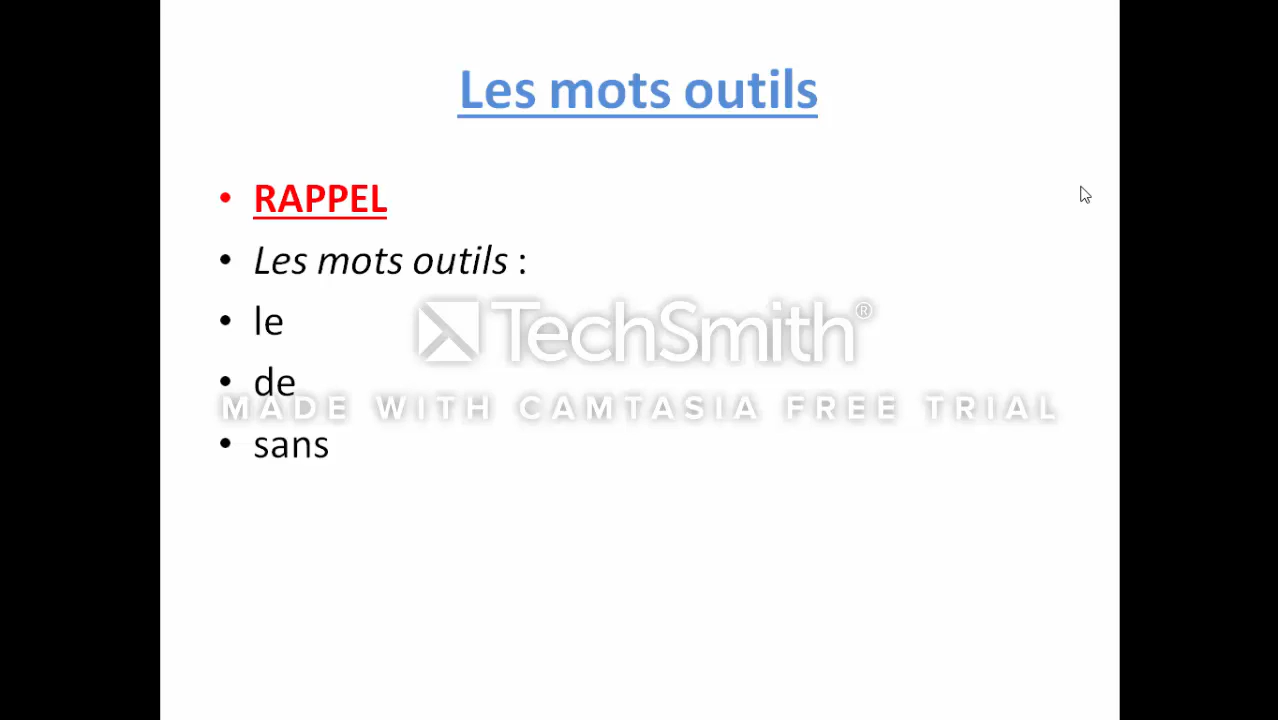 Les mots outils
• RAPPEL
• Les mots outils :
• le
TechSmith®
• de
MADE WITH CAMTASIA FREE TRIAL
• sans